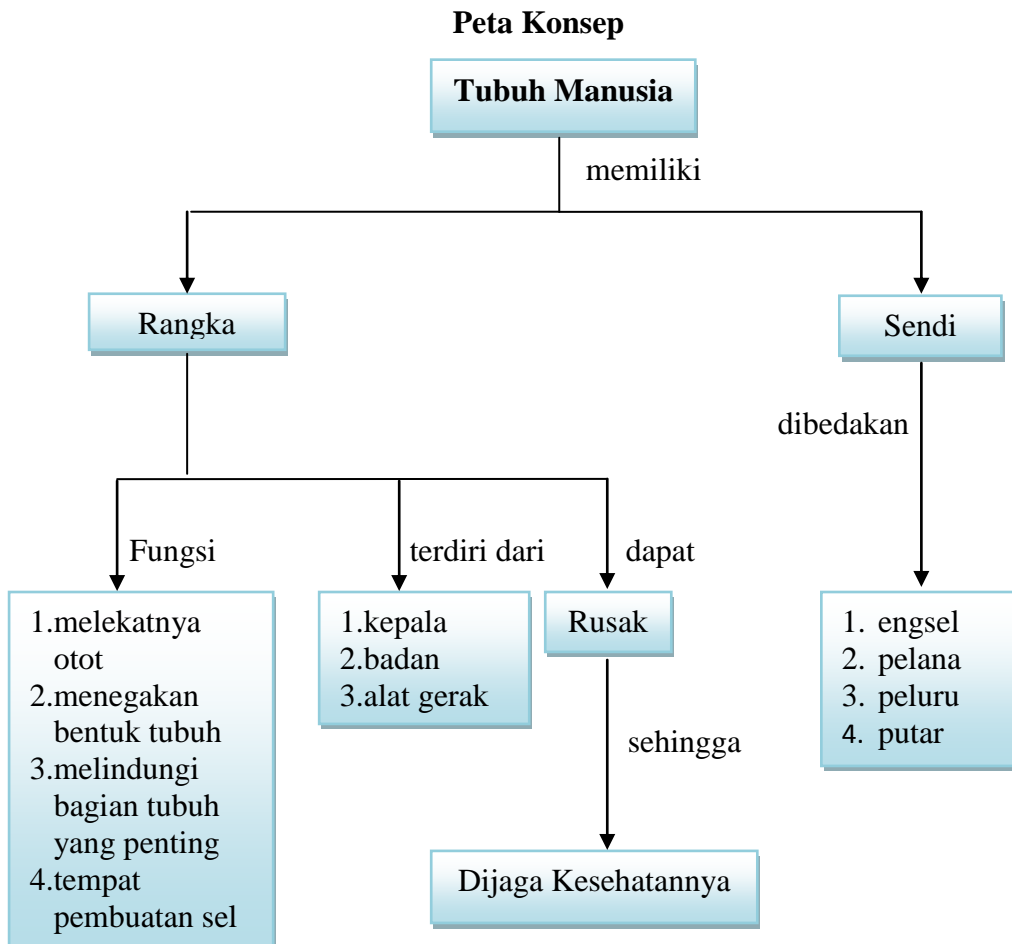 Peta Konsep
Tubuh Manusia
memiliki
Rangka
Sendi
dibedakan
Fungsi
terdiri dari
dapat
1.melekatnya
otot
2.menegakan
bentuk tubuh
3.melindungi
bagian tubuh
yang penting
4.tempat
pembuatan sel
1.kepala
2.badan
3.alat gerak
Rusak
sehingga
Dijaga Kesehatannya
1. engsel
2. pelana
3. peluru
4. putar